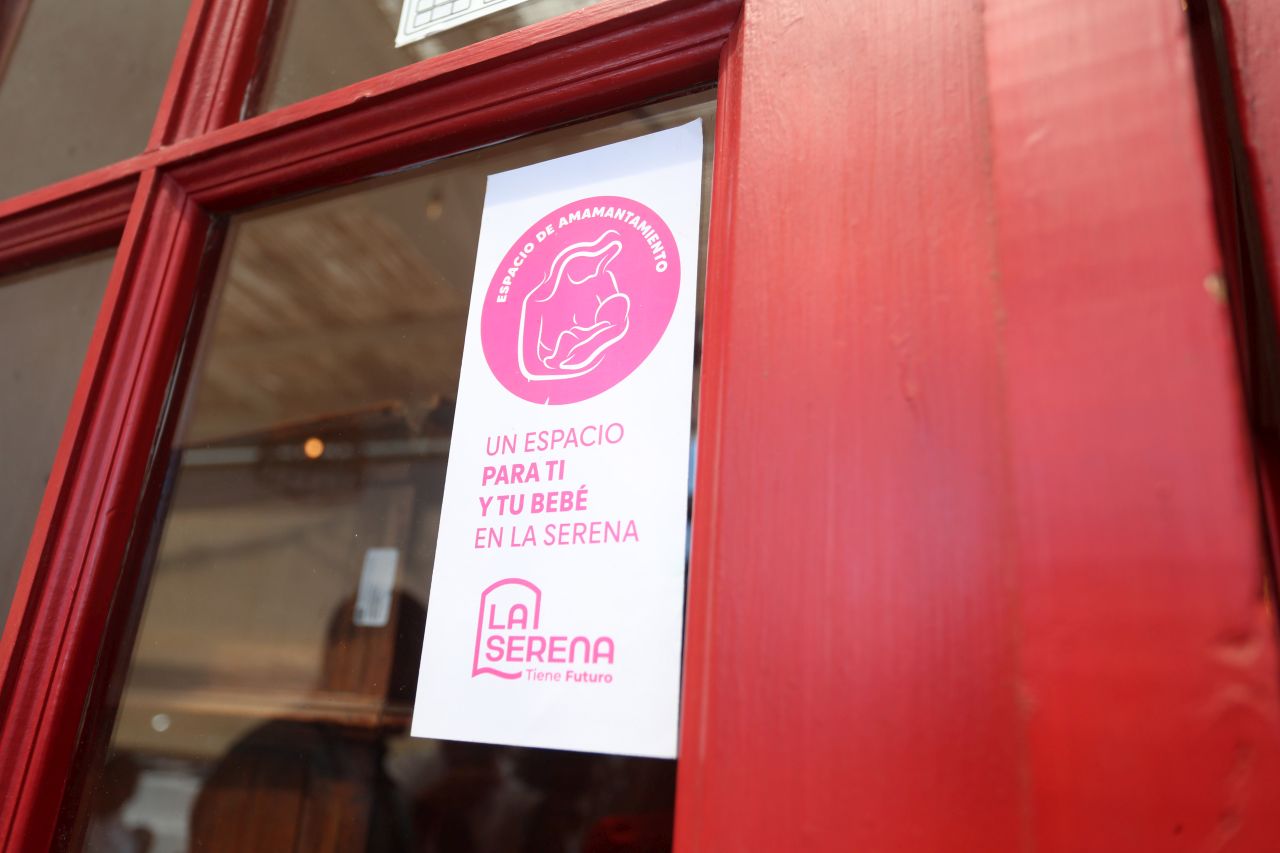 ESPACIO DE AMAMANTAMIENTO
UN ESPACIO
PARA TI
Y TU BEBÉ
EN LA SERENA
LA
SERENA
Tiene Futuro